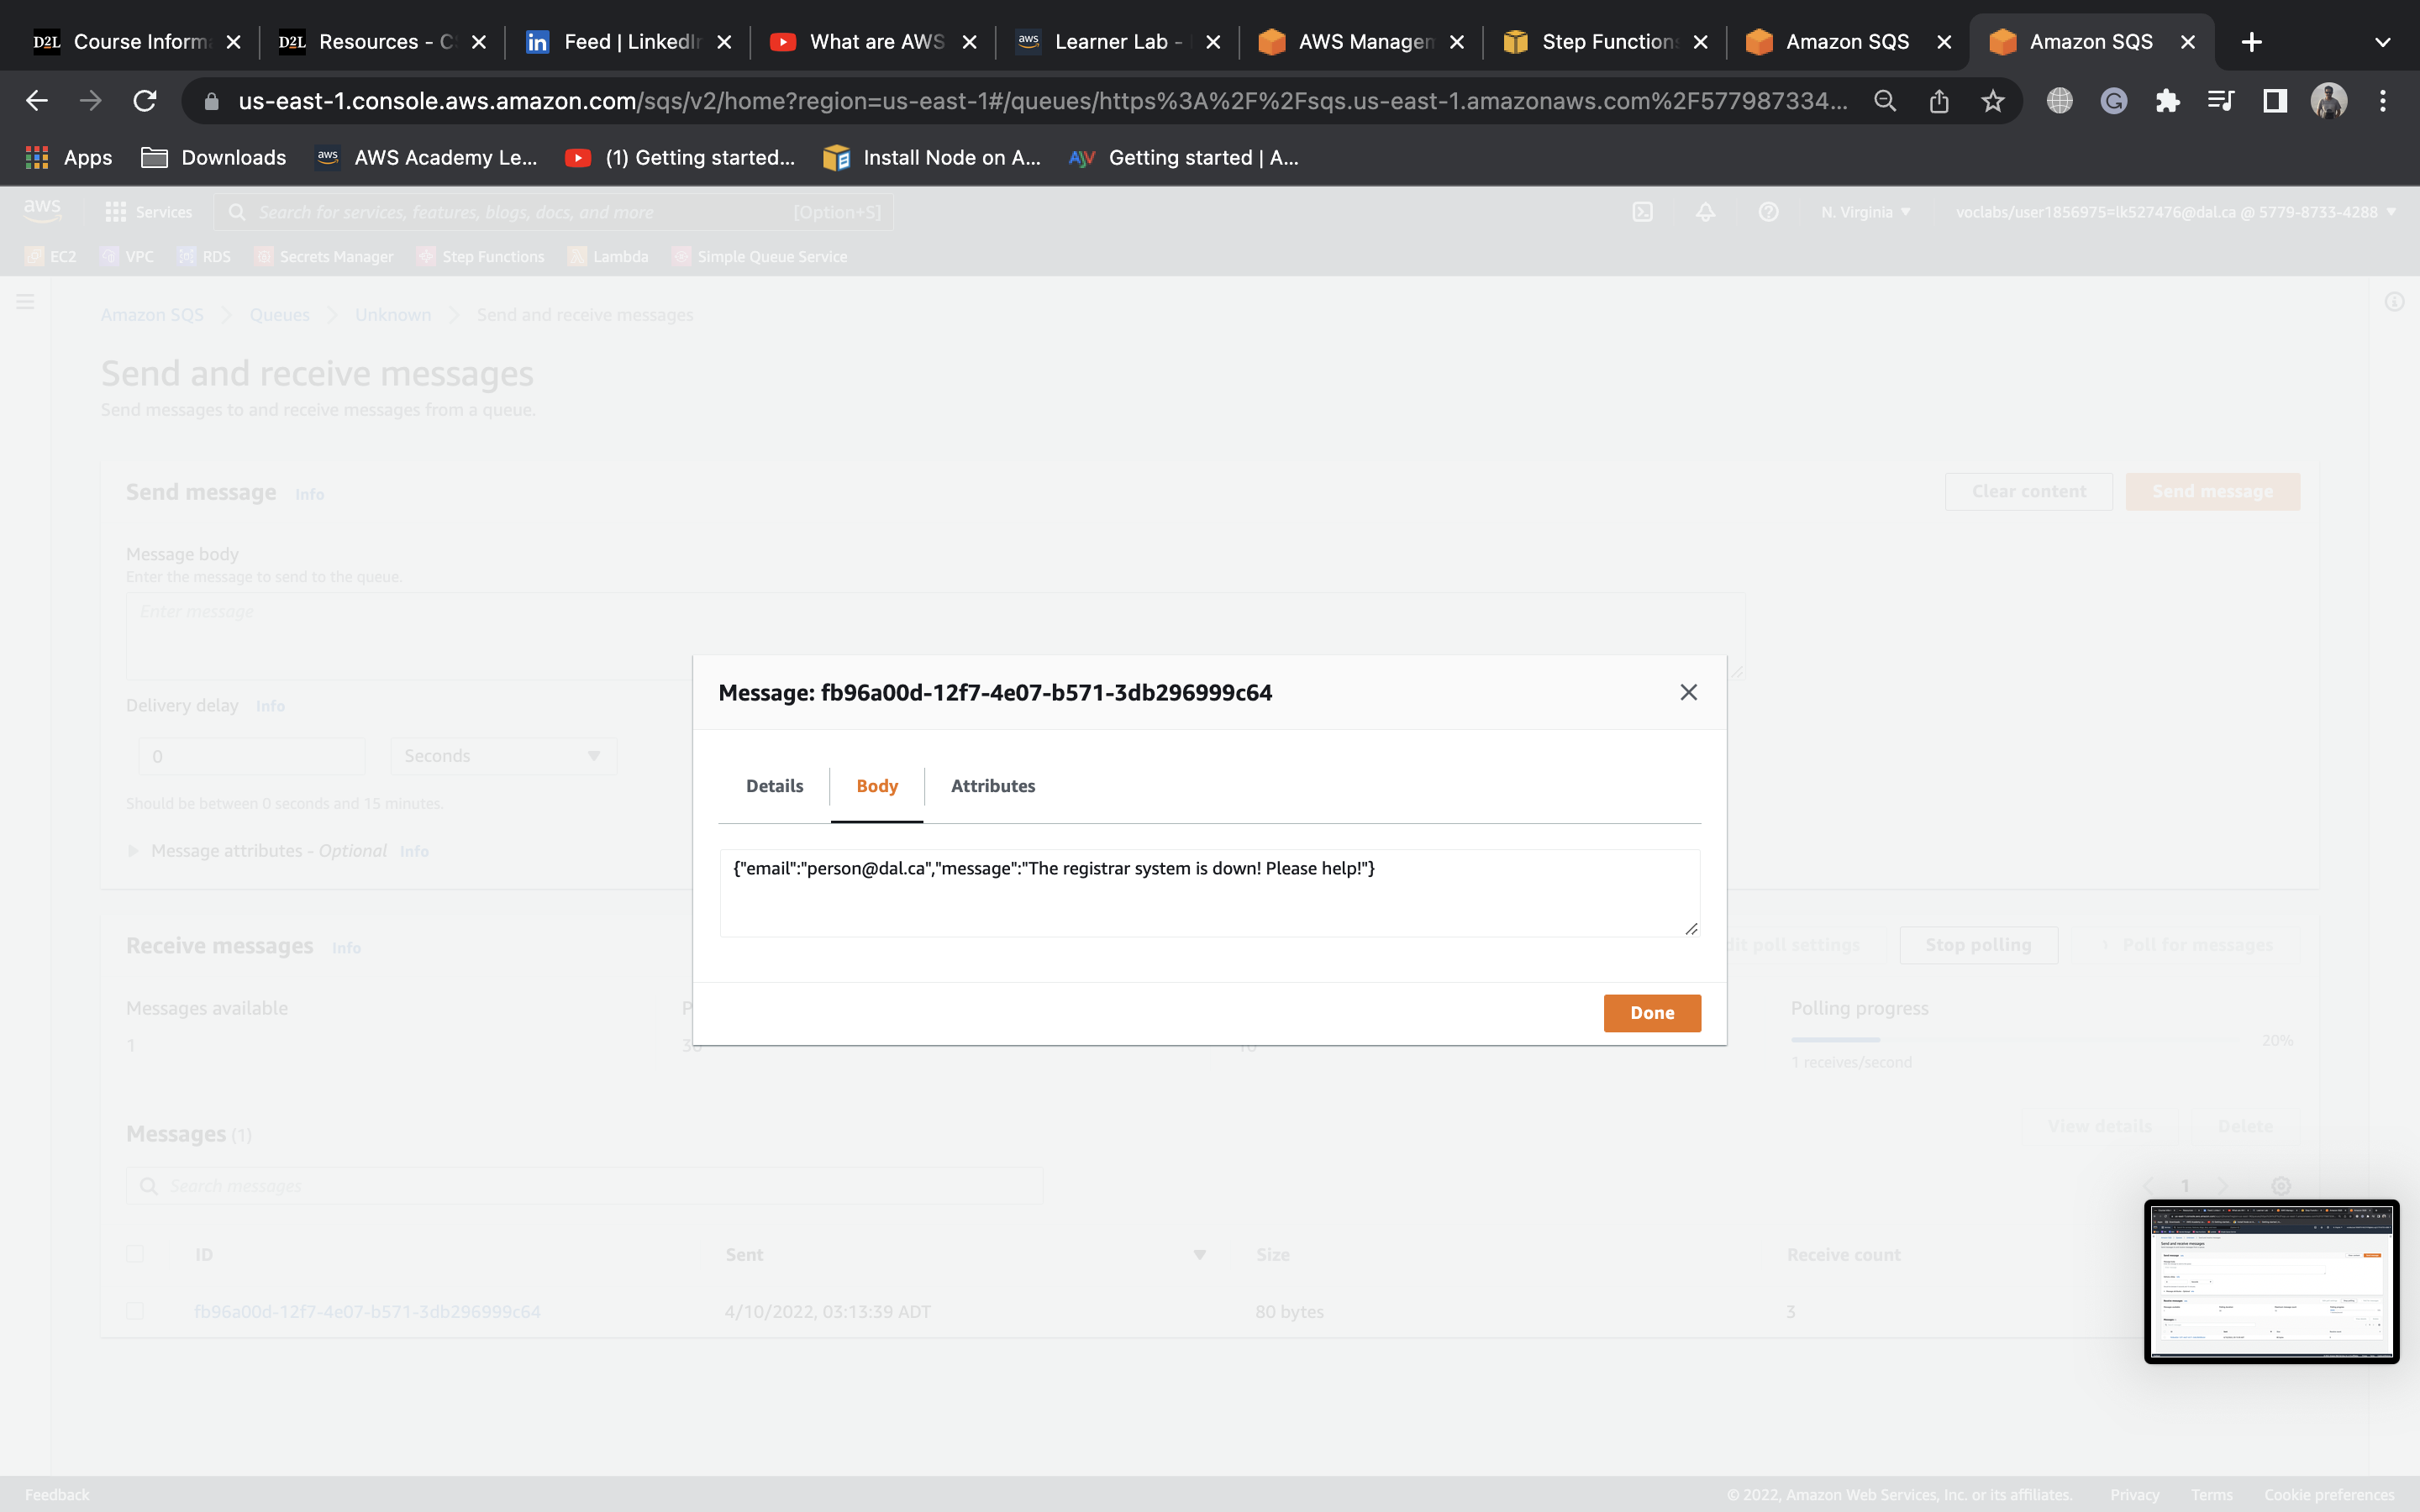 D2L Course Informa
D2L Resources - CS
in Feed | LinkedIn
What are AWS
aws Learner Lab -
AWS Managem
Step Functions
Amazon SQS
Amazon SQS
us-east-1.console.aws.amazon.com/sqs/v2/home?region=us-east-1#/queues/https%3A%2F%2Fsqs.us-east-1.amazonaws.com%2F577987334...
Apps
Downloads
aws AWS Academy Le...
(1) Getting started...
Install Node on A...
AJV Getting started | A...
aws
Services
Search for services, features, blogs, docs, and more [Option+S]
N. Virginia
voclabs/user1856975=lk527476@dal.ca @ 5779-8733-4288
EC2 VPC RDS Secrets Manager Step Functions Lambda Simple Queue Service
Amazon SQS > Queues > Unknown > Send and receive messages
Send and receive messages
Send messages to and receive messages from a queue.
Send message Info
Clear content
Send message
Message body
Enter the message to send to the queue.
Enter message
Delivery delay Info
0 Seconds
Should be between 0 seconds and 15 minutes.
Message attributes - Optional Info
Message: fb96a00d-12f7-4e07-b571-3db296999c64
Details Body Attributes
{"email":"person@dal.ca","message":"The registrar system is down! Please help!"}
Done
Receive messages Info
dit poll settings
Stop polling
Poll for messages
Messages available
1
P
30
10
Polling progress
20%
1 receives/second
Messages (1)
View details
Delete
Search messages
1
ID Sent Size Receive count
fb96a00d-12f7-4e07-b571-3db296999c64 4/10/2022, 03:13:39 ADT 80 bytes 3
Feedback
© 2022, Amazon Web Services, Inc. or its affiliates. Privacy Terms Cookie preferences